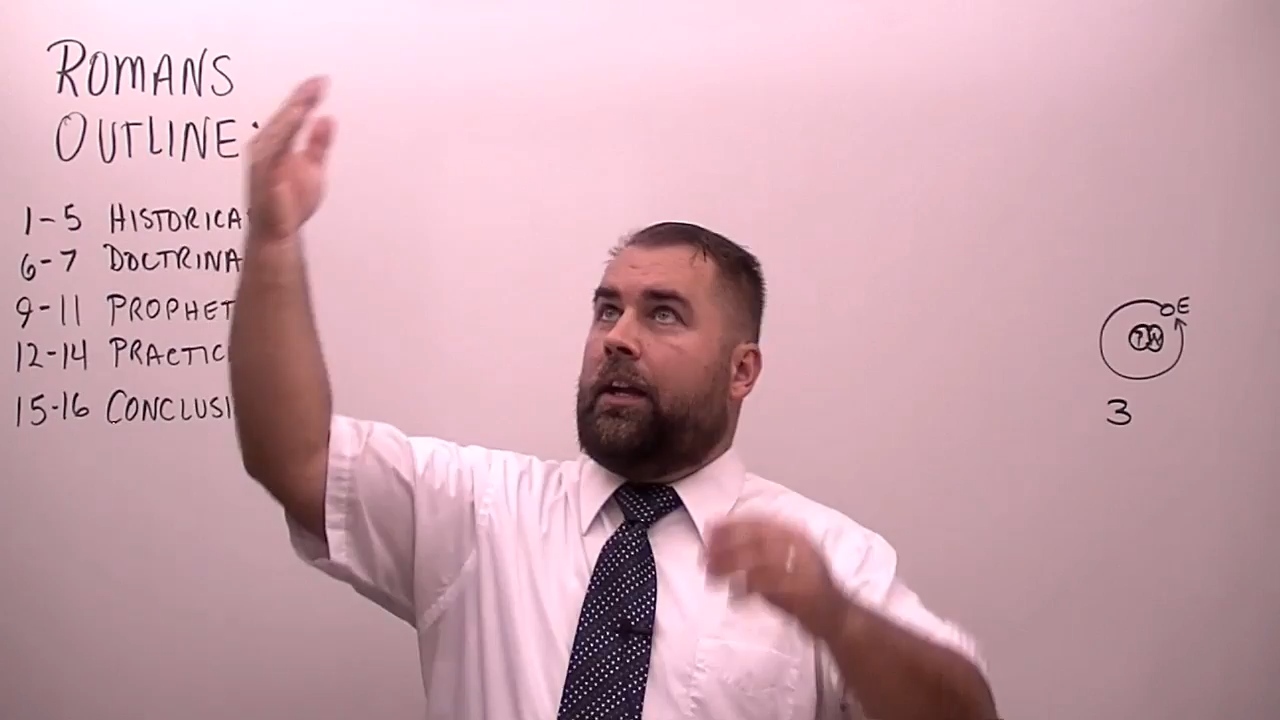 ROMANS
OUTLINE:
1-5 HISTORICA
6-7 DOCTRINA
9-11 PROPHET
12-14 PRACTIC
15-16 CONCLUSI
E
P N
3